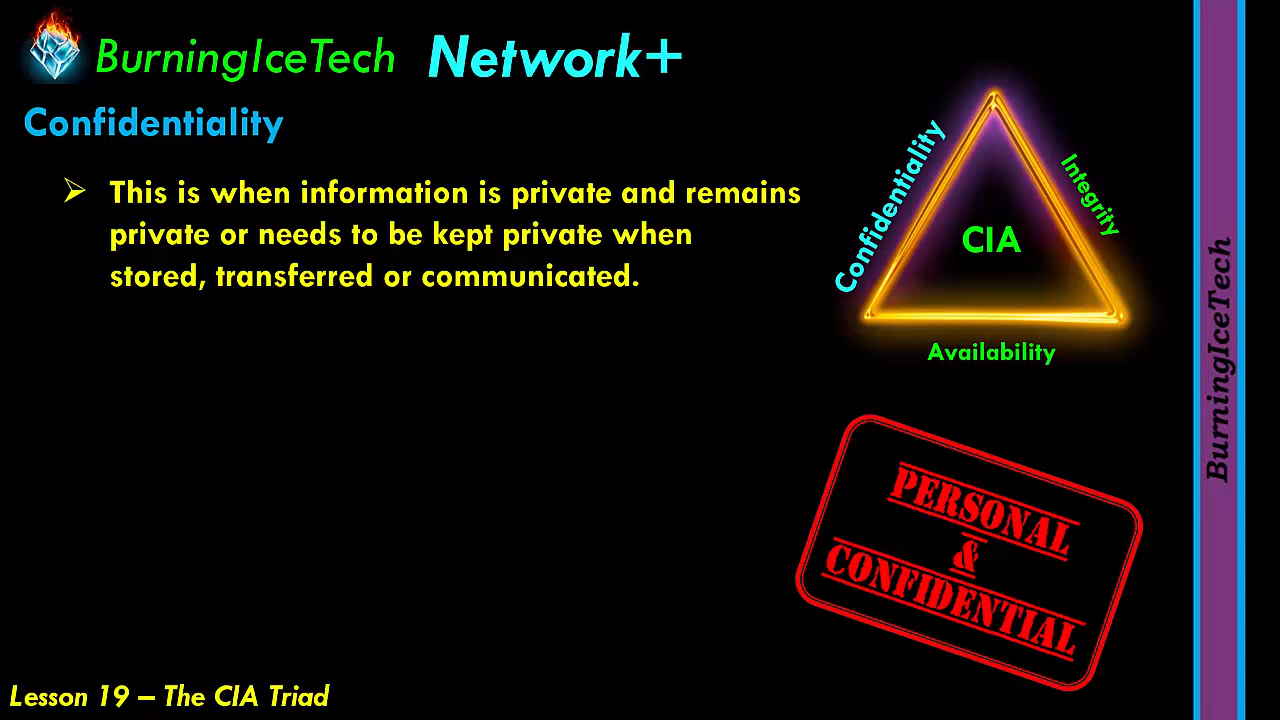 BurningIceTech Network+
Confidentiality
This is when information is private and remains
private or needs to be kept private when
stored, transferred or communicated.
Confidentiality
Integrity
CIA
Availability
PERSONAL
&
CONFIDENTIAL
BurningIceTech
Lesson 19 – The CIA Triad